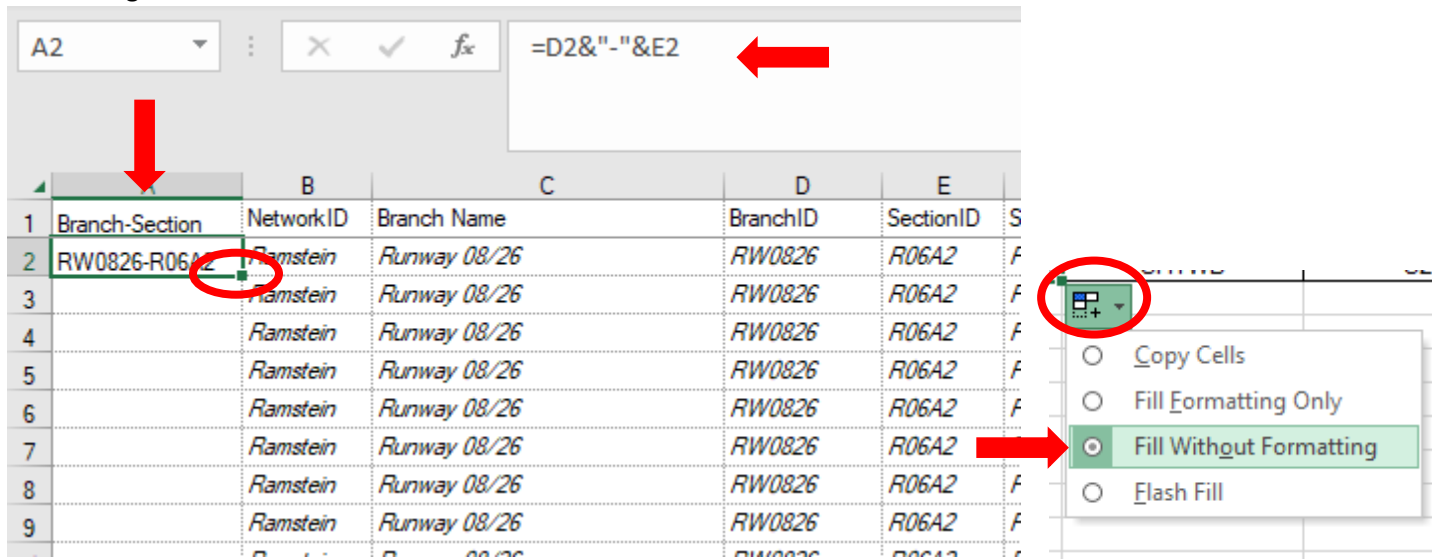 A2 fx =D2&"-"&E2
B C D E
1 Branch-Section NetworkID Branch Name BranchID SectionID S
2 RW0826-R06A2 Ramstein Runway 08/26 RW0826 R06A2
3 Ramstein Runway 08/26 RW0826 R06A2
4 Ramstein Runway 08/26 RW0826 R06A2
5 Ramstein Runway 08/26 RW0826 R06A2
6 Ramstein Runway 08/26 RW0826 R06A2
7 Ramstein Runway 08/26 RW0826 R06A2
8 Ramstein Runway 08/26 RW0826 R06A2
9 Ramstein Runway 08/26 RW0826 R06A2
Copy Cells
Fill Formatting Only
Fill Without Formatting
Flash Fill